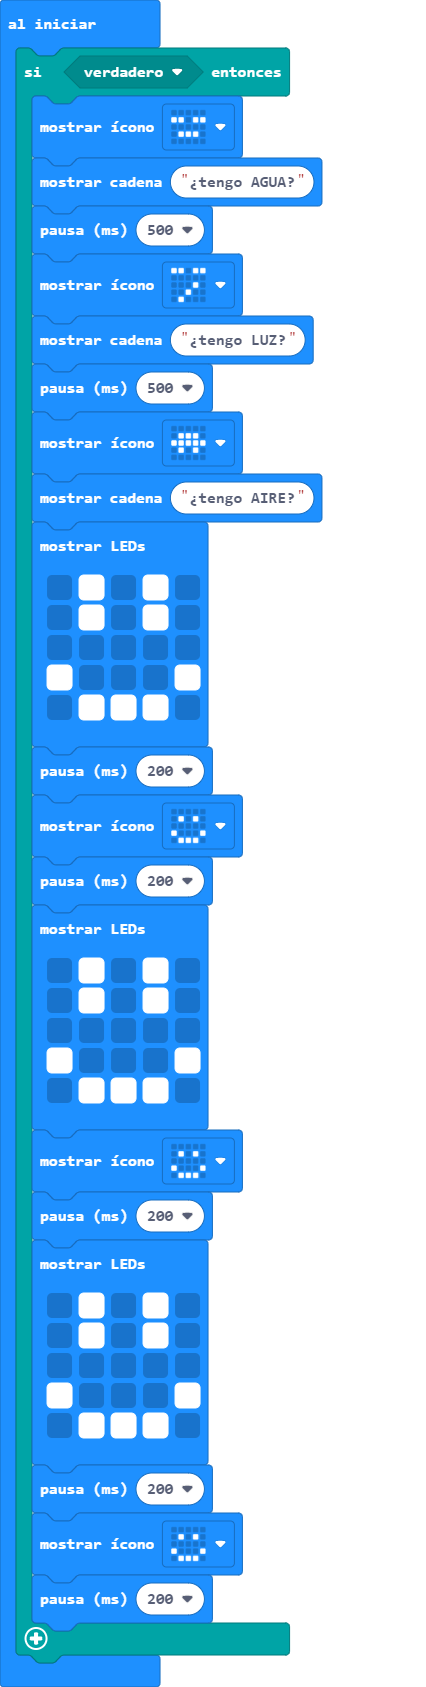 al iniciar
si verdadero entonces
mostrar ícono
mostrar cadena "¿tengo AGUA?"
pausa (ms) 500
mostrar ícono
mostrar cadena "¿tengo LUZ?"
pausa (ms) 500
mostrar ícono
mostrar cadena "¿tengo AIRE?"
mostrar LEDs
pausa (ms) 200
mostrar ícono
pausa (ms) 200
mostrar LEDs
mostrar ícono
pausa (ms) 200
mostrar LEDs
pausa (ms) 200
mostrar ícono
pausa (ms) 200